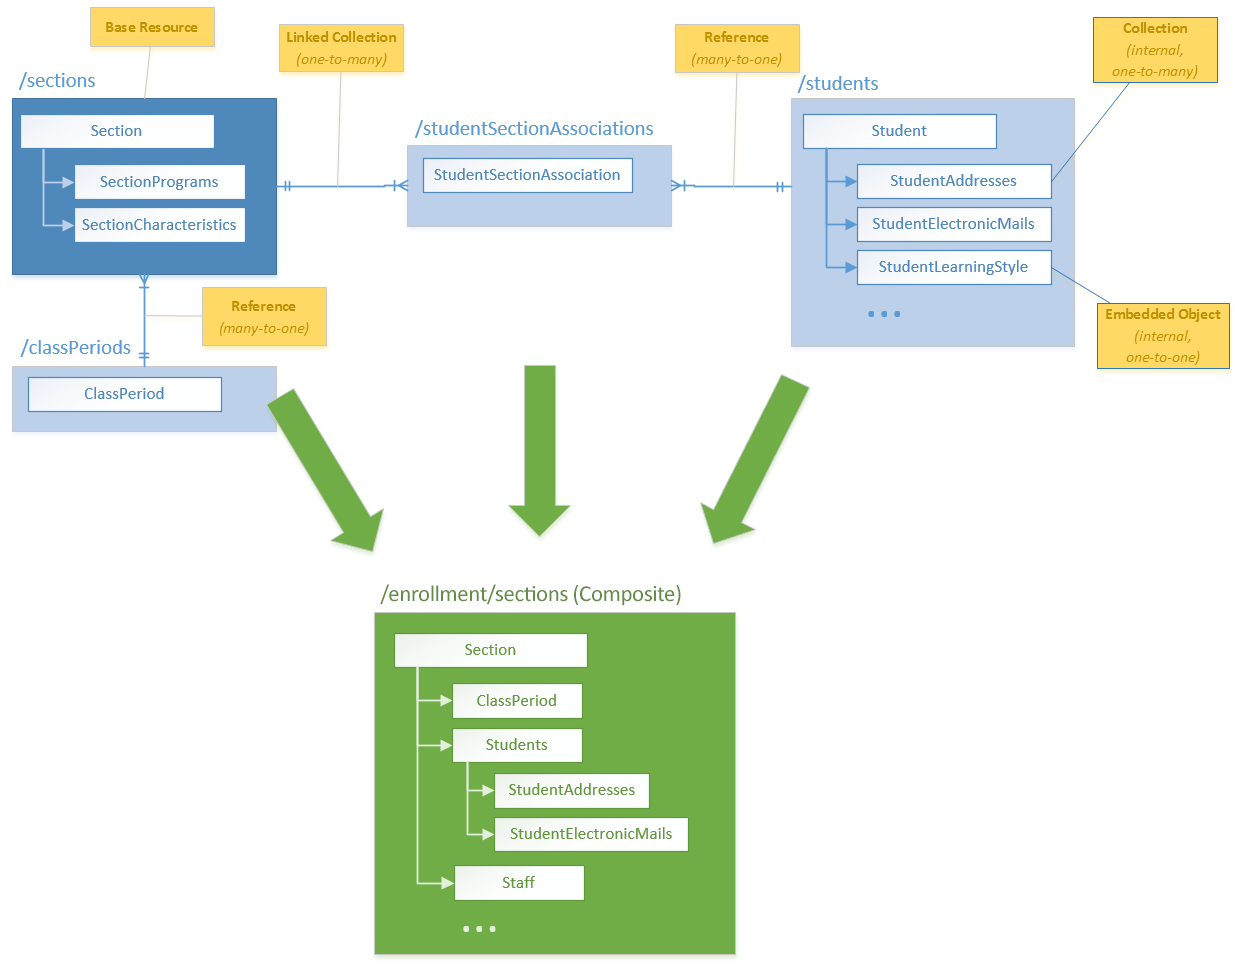 Base Resource
Linked Collection
(one-to-many)
Reference
(many-to-one)
Collection
(internal,
one-to-many)
/sections
Section
SectionPrograms
SectionCharacteristics
/studentSectionAssociations
StudentSectionAssociation
/students
Student
StudentAddresses
StudentElectronicMails
StudentLearningStyle
...
Embedded Object
(internal,
one-to-one)
Reference
(many-to-one)
/classPeriods
ClassPeriod
/enrollment/sections (Composite)
Section
ClassPeriod
Students
StudentAddresses
StudentElectronicMails
Staff
...